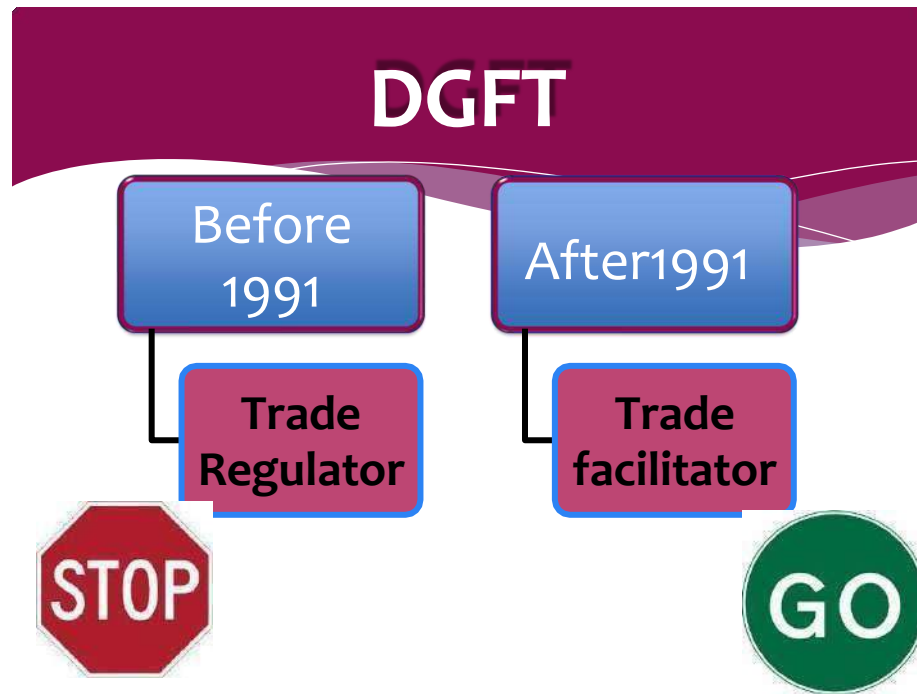 DGFT
Before
1991
After1991
Trade
Regulator
Trade
facilitator
STOP
GO